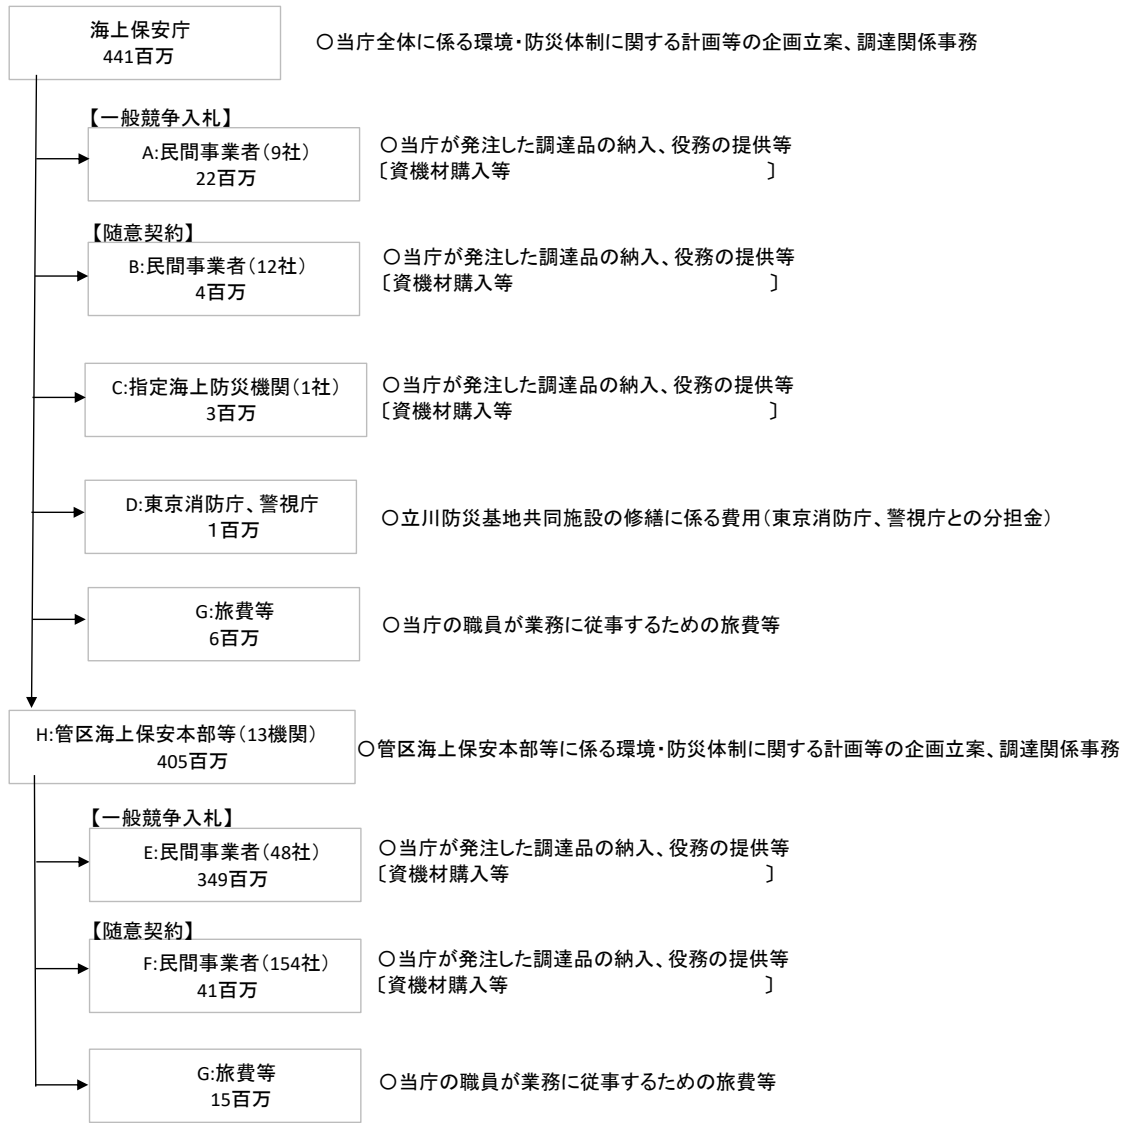 海上保安庁
441百万
○当庁全体に係る環境・防災体制に関する計画等の企画立案、調達関係事務
【一般競争入札】
A:民間事業者（9社）
22百万
○当庁が発注した調達品の納入、役務の提供等
〔資機材購入等　　　　　　　　　　　　　〕
【随意契約】
B:民間事業者（12社）
4百万
○当庁が発注した調達品の納入、役務の提供等
〔資機材購入等　　　　　　　　　　　　　〕
C:指定海上防災機関（1社）
3百万
○当庁が発注した調達品の納入、役務の提供等
〔資機材購入等　　　　　　　　　　　　　〕
D:東京消防庁、警視庁
1百万
○立川防災基地共同施設の修繕に係る費用（東京消防庁、警視庁との分担金）
G:旅費等
6百万
○当庁の職員が業務に従事するための旅費等
H:管区海上保安本部等（13機関）
405百万
○管区海上保安本部等に係る環境・防災体制に関する計画等の企画立案、調達関係事務
【一般競争入札】
E:民間事業者（48社）
349百万
○当庁が発注した調達品の納入、役務の提供等
〔資機材購入等　　　　　　　　　　　　　〕
【随意契約】
F:民間事業者（154社）
41百万
○当庁が発注した調達品の納入、役務の提供等
〔資機材購入等　　　　　　　　　　　　　〕
G:旅費等
15百万
○当庁の職員が業務に従事するための旅費等